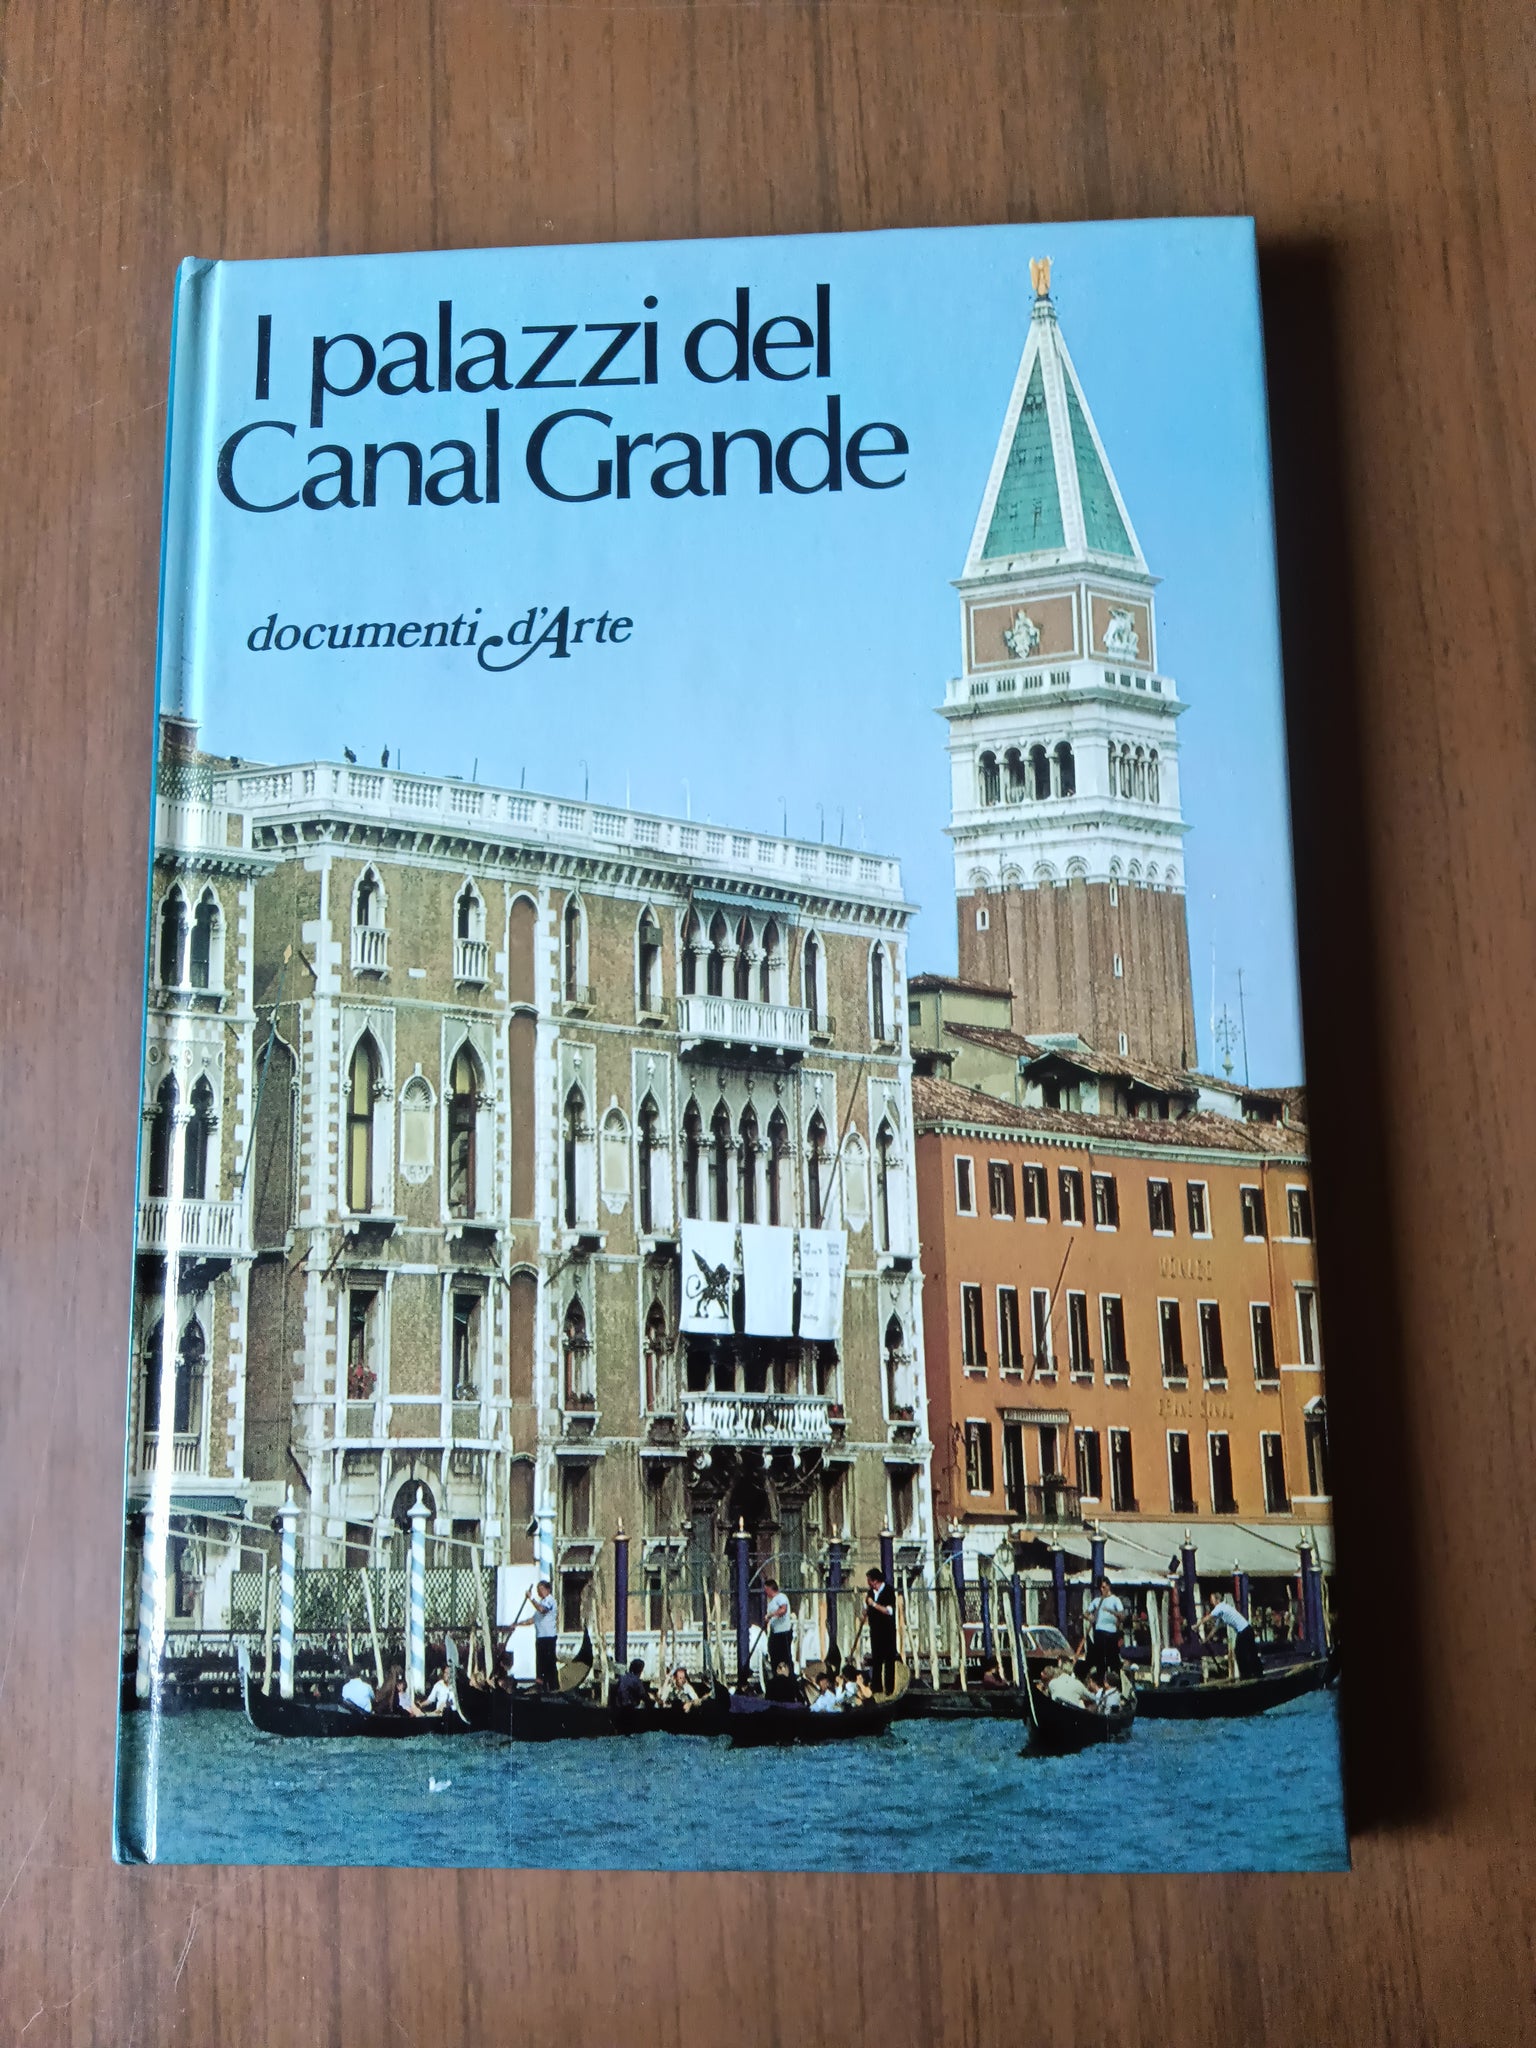 I palazzi del
Canal Grande
documenti d'Arte